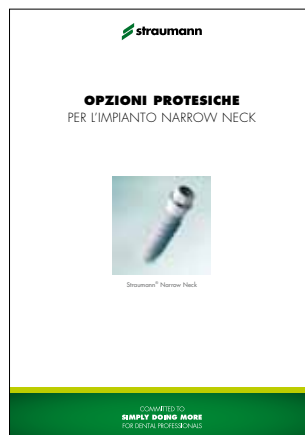 straumann
OPZIONI PROTESICHE
PER L'IMPIANTO NARROW NECK
Straumann® Narrow Neck
COMMITTED TO
SIMPLY DOING MORE
FOR DENTAL PROFESSIONALS